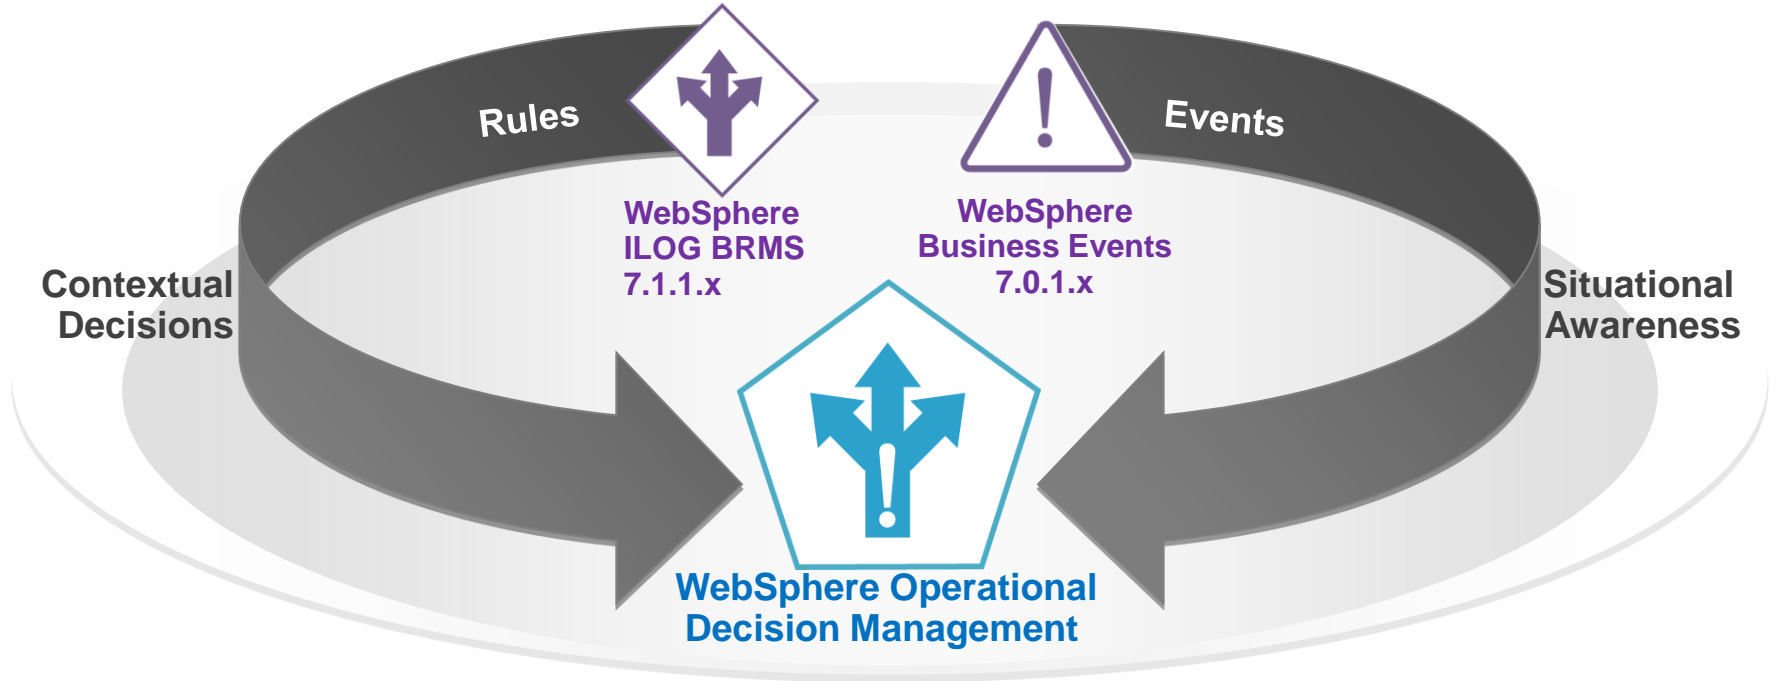 Rules
Events
WebSphere
ILOG BRMS
7.1.1.x
WebSphere
Business Events
7.0.1.x
Contextual
Decisions
Situational
Awareness
WebSphere Operational
Decision Management